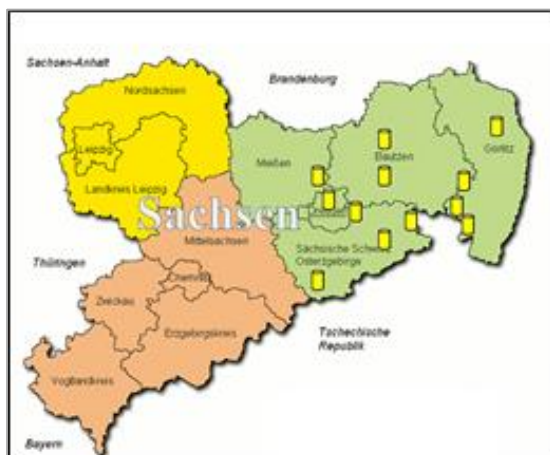 Sachsen-Anhalt
Brandenburg
Nordsachsen
Leipzig
Meißen
Bautzen
Görlitz
Landkreis Leipzig
Sachsen
Mittelsachsen
Sächsische Schweiz
Osterzgebirge
Thüringen
Chemnitz
Zwickau
Erzgebirgskreis
Tschechische
Republik
Vogtlandkreis
Bayern